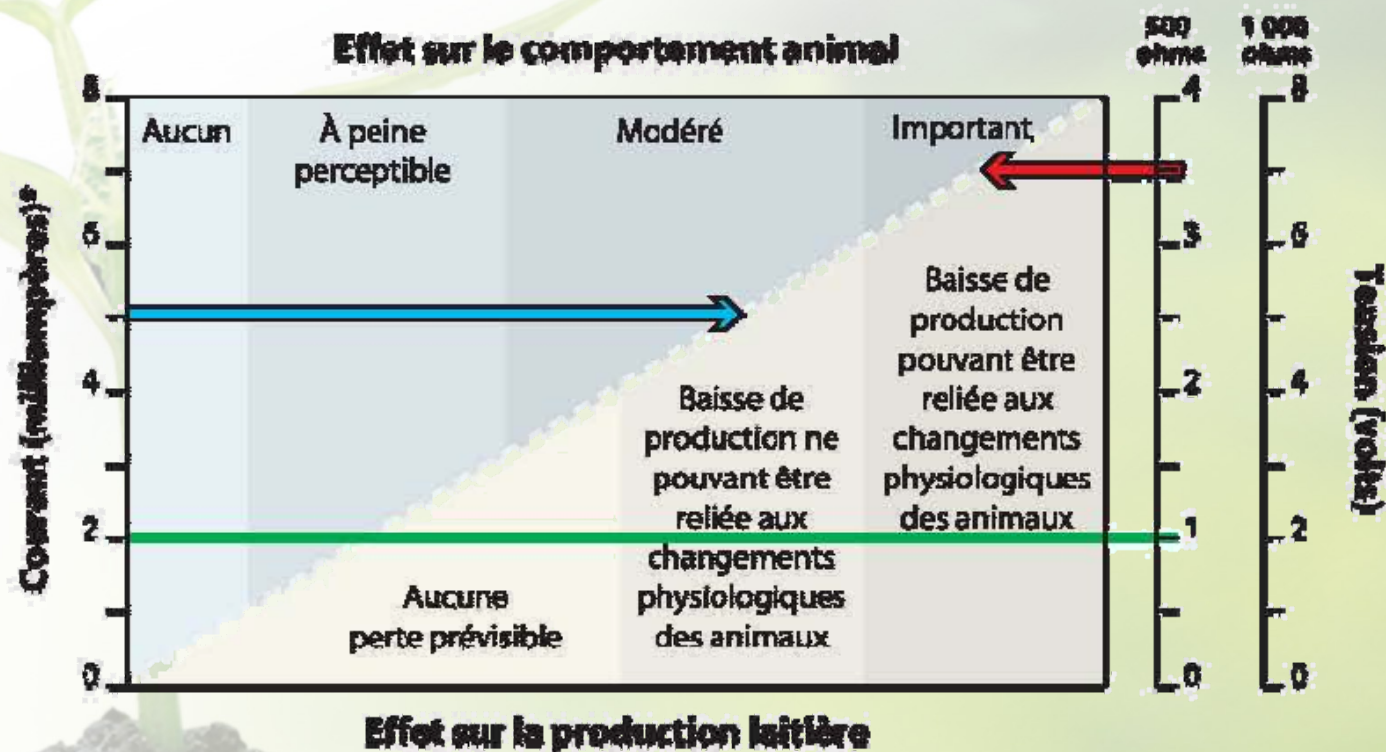 Effet sur le comportement animal
500
ohms
1 000
ohms
8
6
4
2
0
Courant (milliampères)*
Aucun
À peine
perceptible
Modéré
Important
Baisse de
production
pouvant être
reliée aux
changements
physiologiques
des animaux
Baisse de
production ne
pouvant être
reliée aux
changements
physiologiques
des animaux
Aucune
perte prévisible
4
3
2
1
0
8
6
4
2
0
Tension (volts)
Effet sur la production laitière